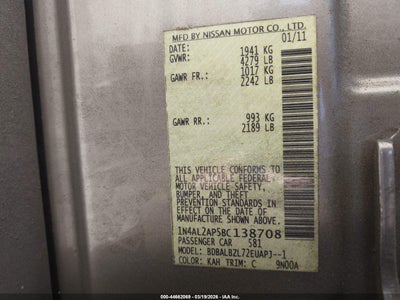 MFD BY NISSAN MOTOR CO., LTD.
DATE: 01/11
GVWR: 1941 KG
4279 LB
GAWR FR: 1017 KG
2242 LB
GAWR RR: 993 KG
2189 LB
THIS VEHICLE CONFORMS TO
ALL APPLICABLE FEDERAL
MOTOR VEHICLE SAFETY,
BUMPER, AND THEFT
PREVENTION STANDARDS
IN EFFECT ON THE DATE OF
MANUFACTURE SHOWN ABOVE.
1N4AL2AP5BC138708
PASSENGER CAR 581
MODEL: BDBALBZL72EUAPJ--1
COLOR: KAH TRIM: C 9N00A
© IAA
STOCK: 44662069 | 03/19/2026 | IAA